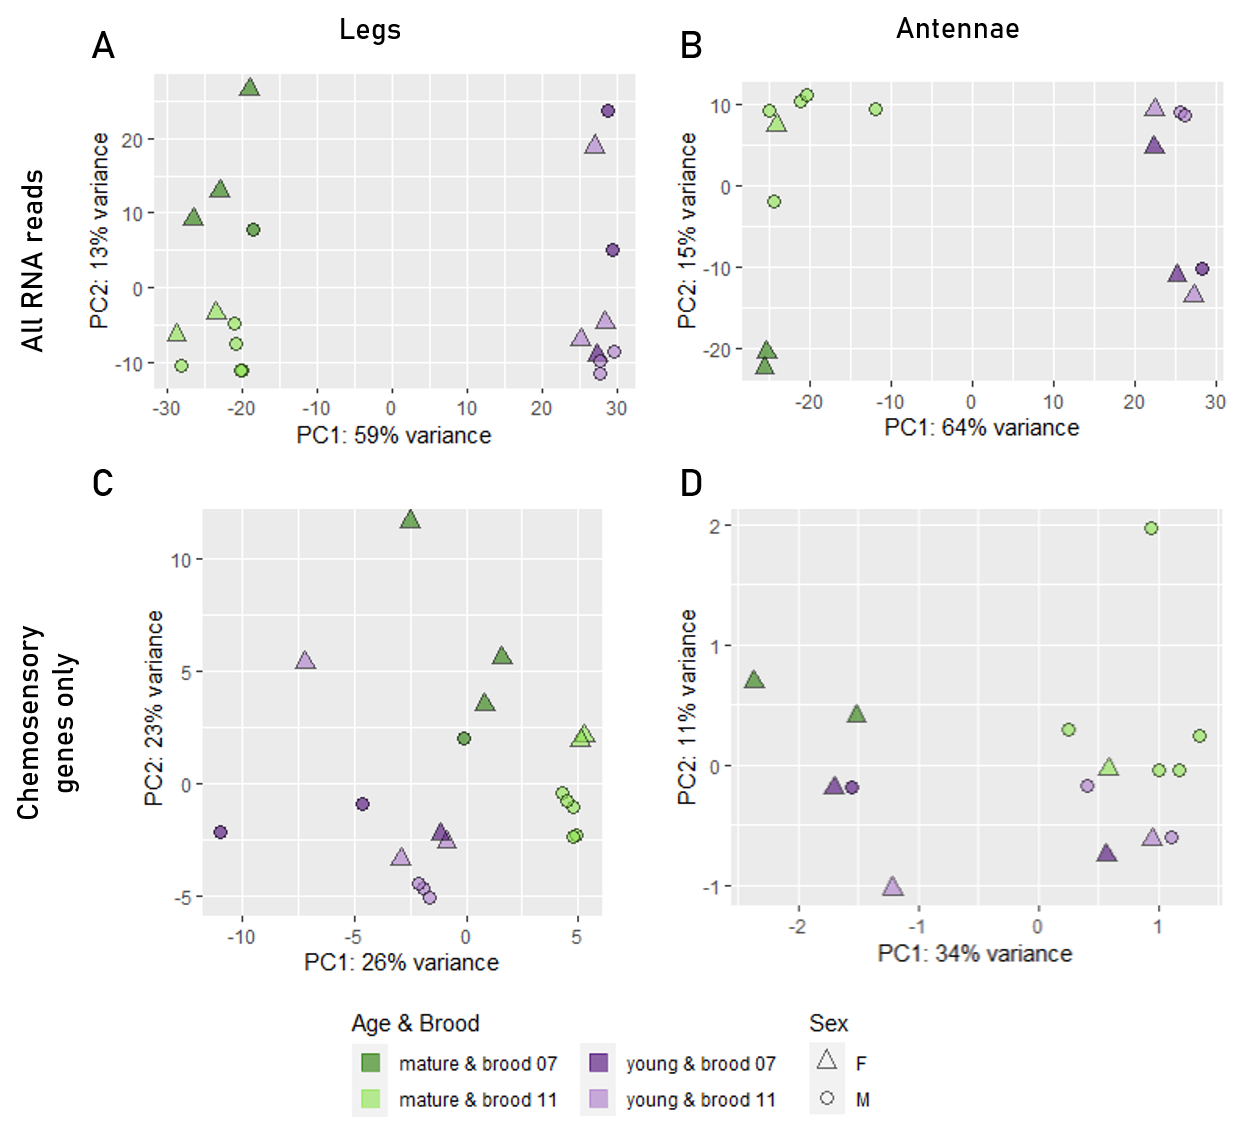 Legs
Antennae
A
B
All RNA reads
PC2: 13% variance
20
10
0
-10
-30
-20
-10
0
10
20
30
PC1: 59% variance
PC2: 15% variance
10
0
-10
-20
-20
-10
0
10
20
30
PC1: 64% variance
C
D
Chemosensory
genes only
PC2: 23% variance
10
5
0
-5
-10
-5
0
5
PC1: 26% variance
PC2: 11% variance
2
1
0
-1
-2
-1
0
1
PC1: 34% variance
Age & Brood
Sex
mature & brood 07
young & brood 07
F
mature & brood 11
young & brood 11
M